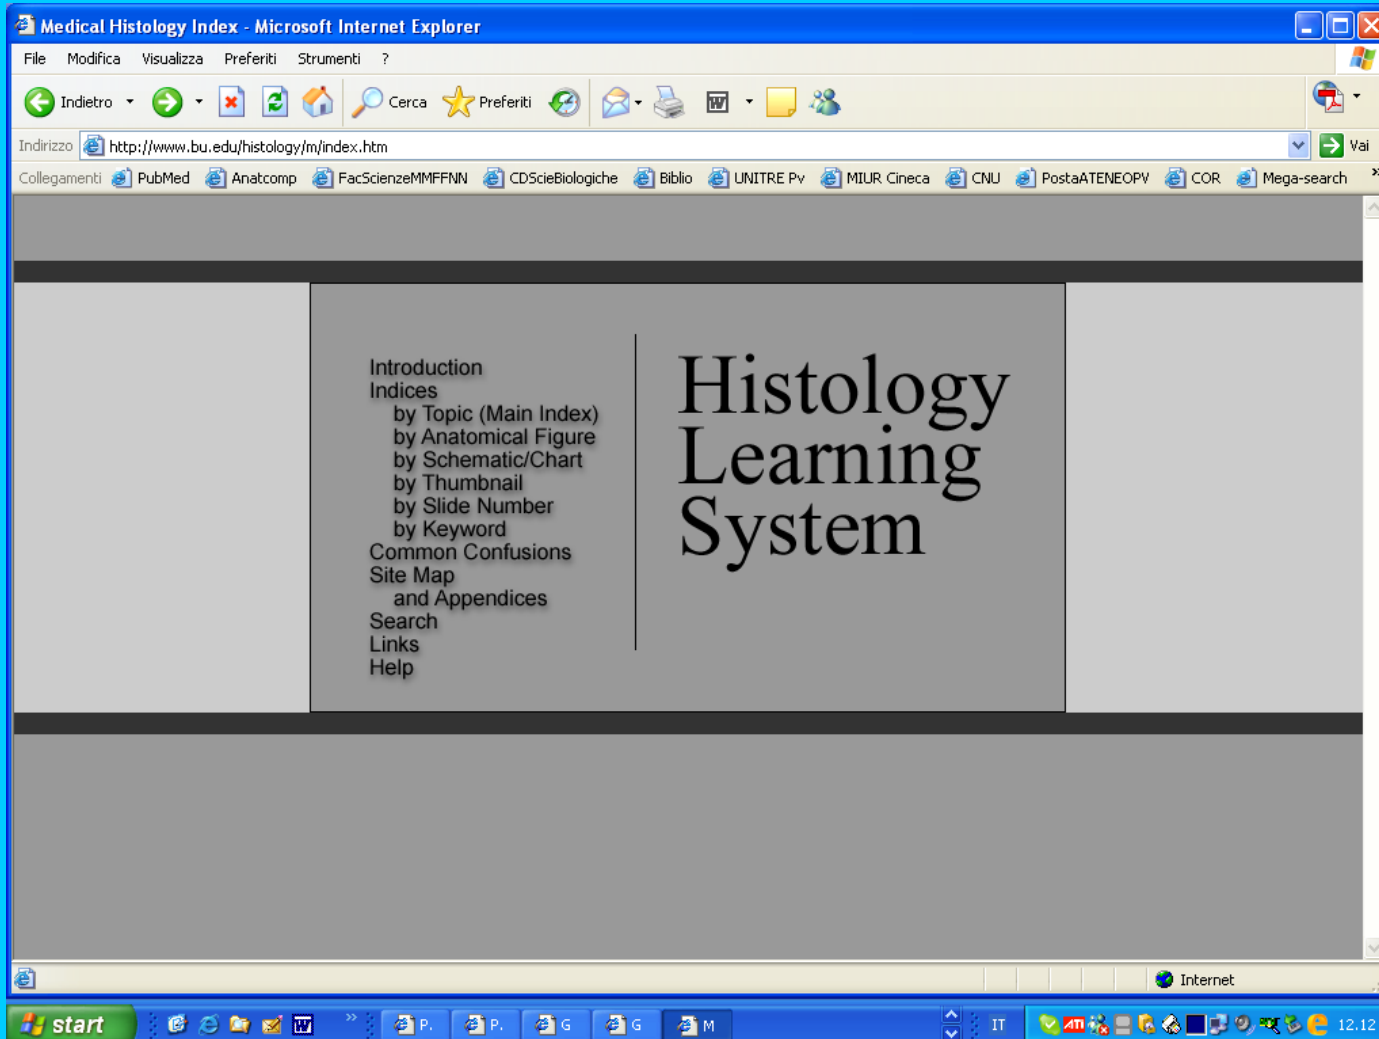 Medical Histology Index - Microsoft Internet Explorer
File Modifica Visualizza Preferiti Strumenti ?
Indietro Cerca Preferiti
Indirizzo http://www.bu.edu/histology/m/index.htm Vai
Collegamenti PubMed Anatcomp FacScienzeMMFFNN CDScieBiologiche Biblio UNITRE Pv MIUR Cineca CNU PostaATENEOPV COR Mega-search »
Introduction
Indices
by Topic (Main Index)
by Anatomical Figure
by Schematic/Chart
by Thumbnail
by Slide Number
by Keyword
Common Confusions
Site Map
and Appendices
Search
Links
Help
Histology
Learning
System
Internet
start » P. P. G G M IT ATI 12.12